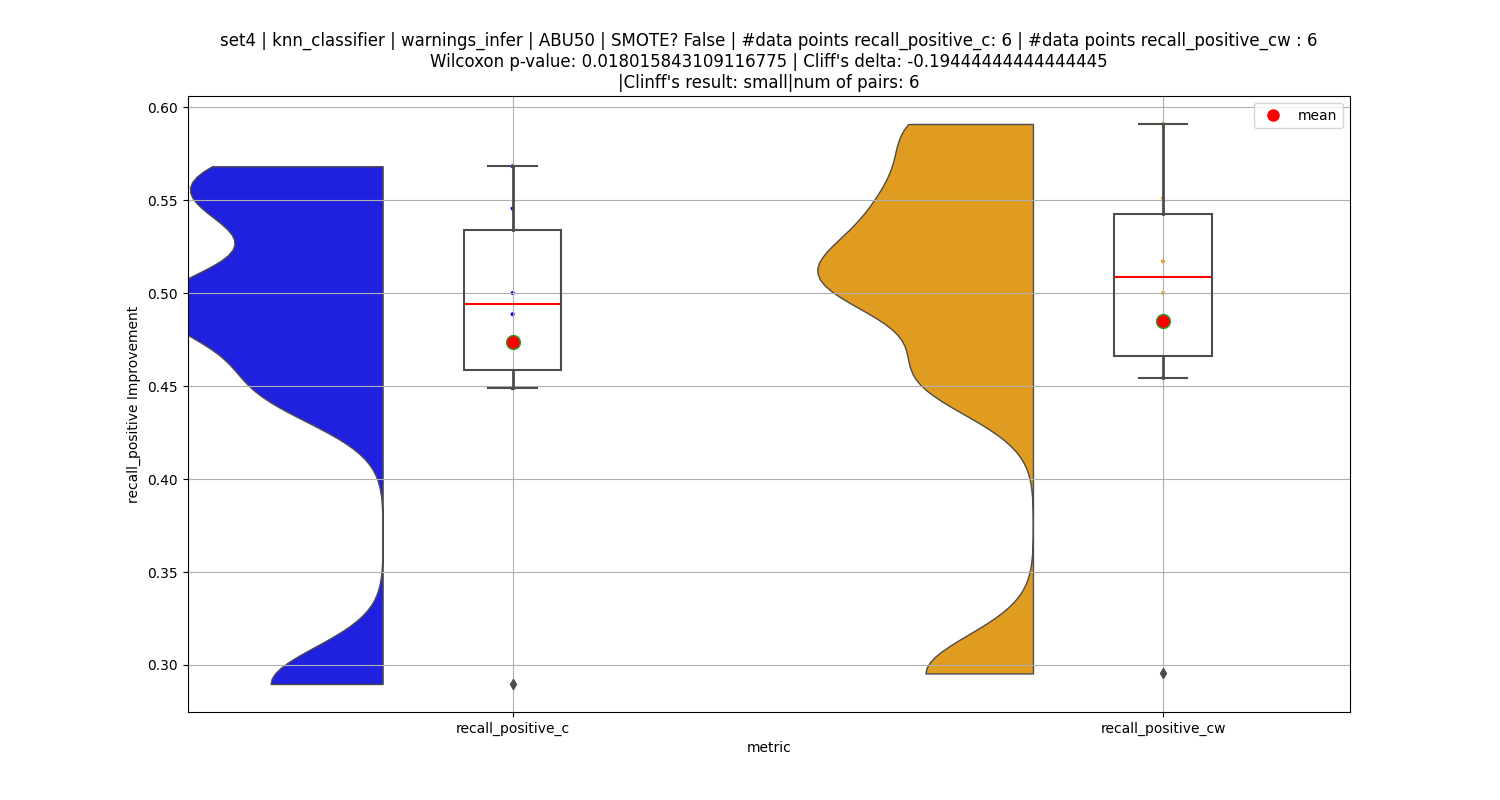 set4 | knn_classifier | warnings_infer | ABU50 | SMOTE? False | #data points recall_positive_c: 6 | #data points recall_positive_cw : 6
Wilcoxon p-value: 0.018015843109116775 | Cliff's delta: -0.19444444444444445
|Clinff's result: small|num of pairs: 6
mean
0.60
0.55
0.50
0.45
0.40
0.35
0.30
recall_positive Improvement
recall_positive_c
recall_positive_cw
metric